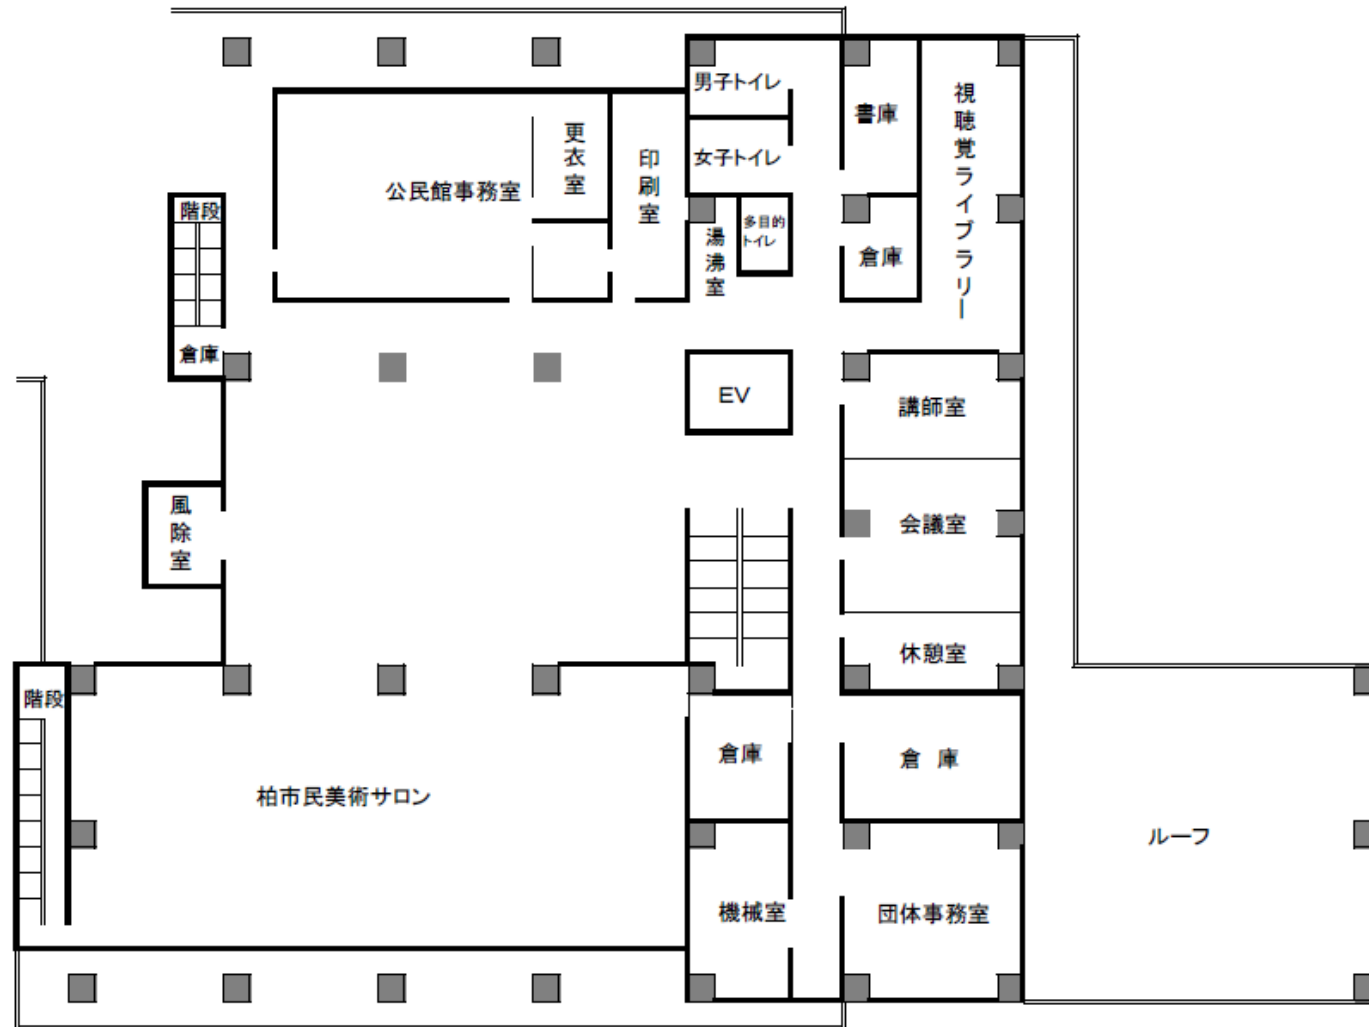 男子トイレ
書庫
視聴覚ライブラリー
更衣室
印刷室
女子トイレ
公民館事務室
階段
多目的
トイレ
湯沸室
倉庫
倉庫
EV
講師室
風除室
会議室
休憩室
階段
倉庫
倉 庫
柏市民美術サロン
ルーフ
機械室
団体事務室